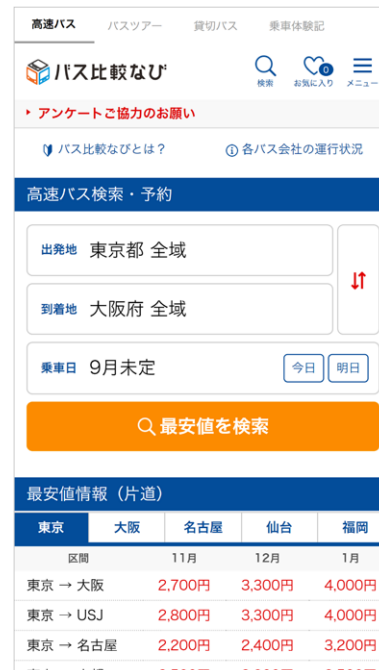 高速バス バスツアー 貸切バス 乗車体験記
バス比較なび 検索 0 お気に入り メニュー
アンケートご協力のお願い
バス比較なびとは？ 各バス会社の運行状況
高速バス検索・予約
出発地 東京都 全域
到着地 大阪府 全域
乗車日 9月未定 今日 明日
最安値を検索
最安値情報（片道）
東京 大阪 名古屋 仙台 福岡
区間 11月 12月 1月
東京 → 大阪 2,700円 3,300円 4,000円
東京 → USJ 2,800円 3,300円 4,000円
東京 → 名古屋 2,200円 2,400円 3,200円